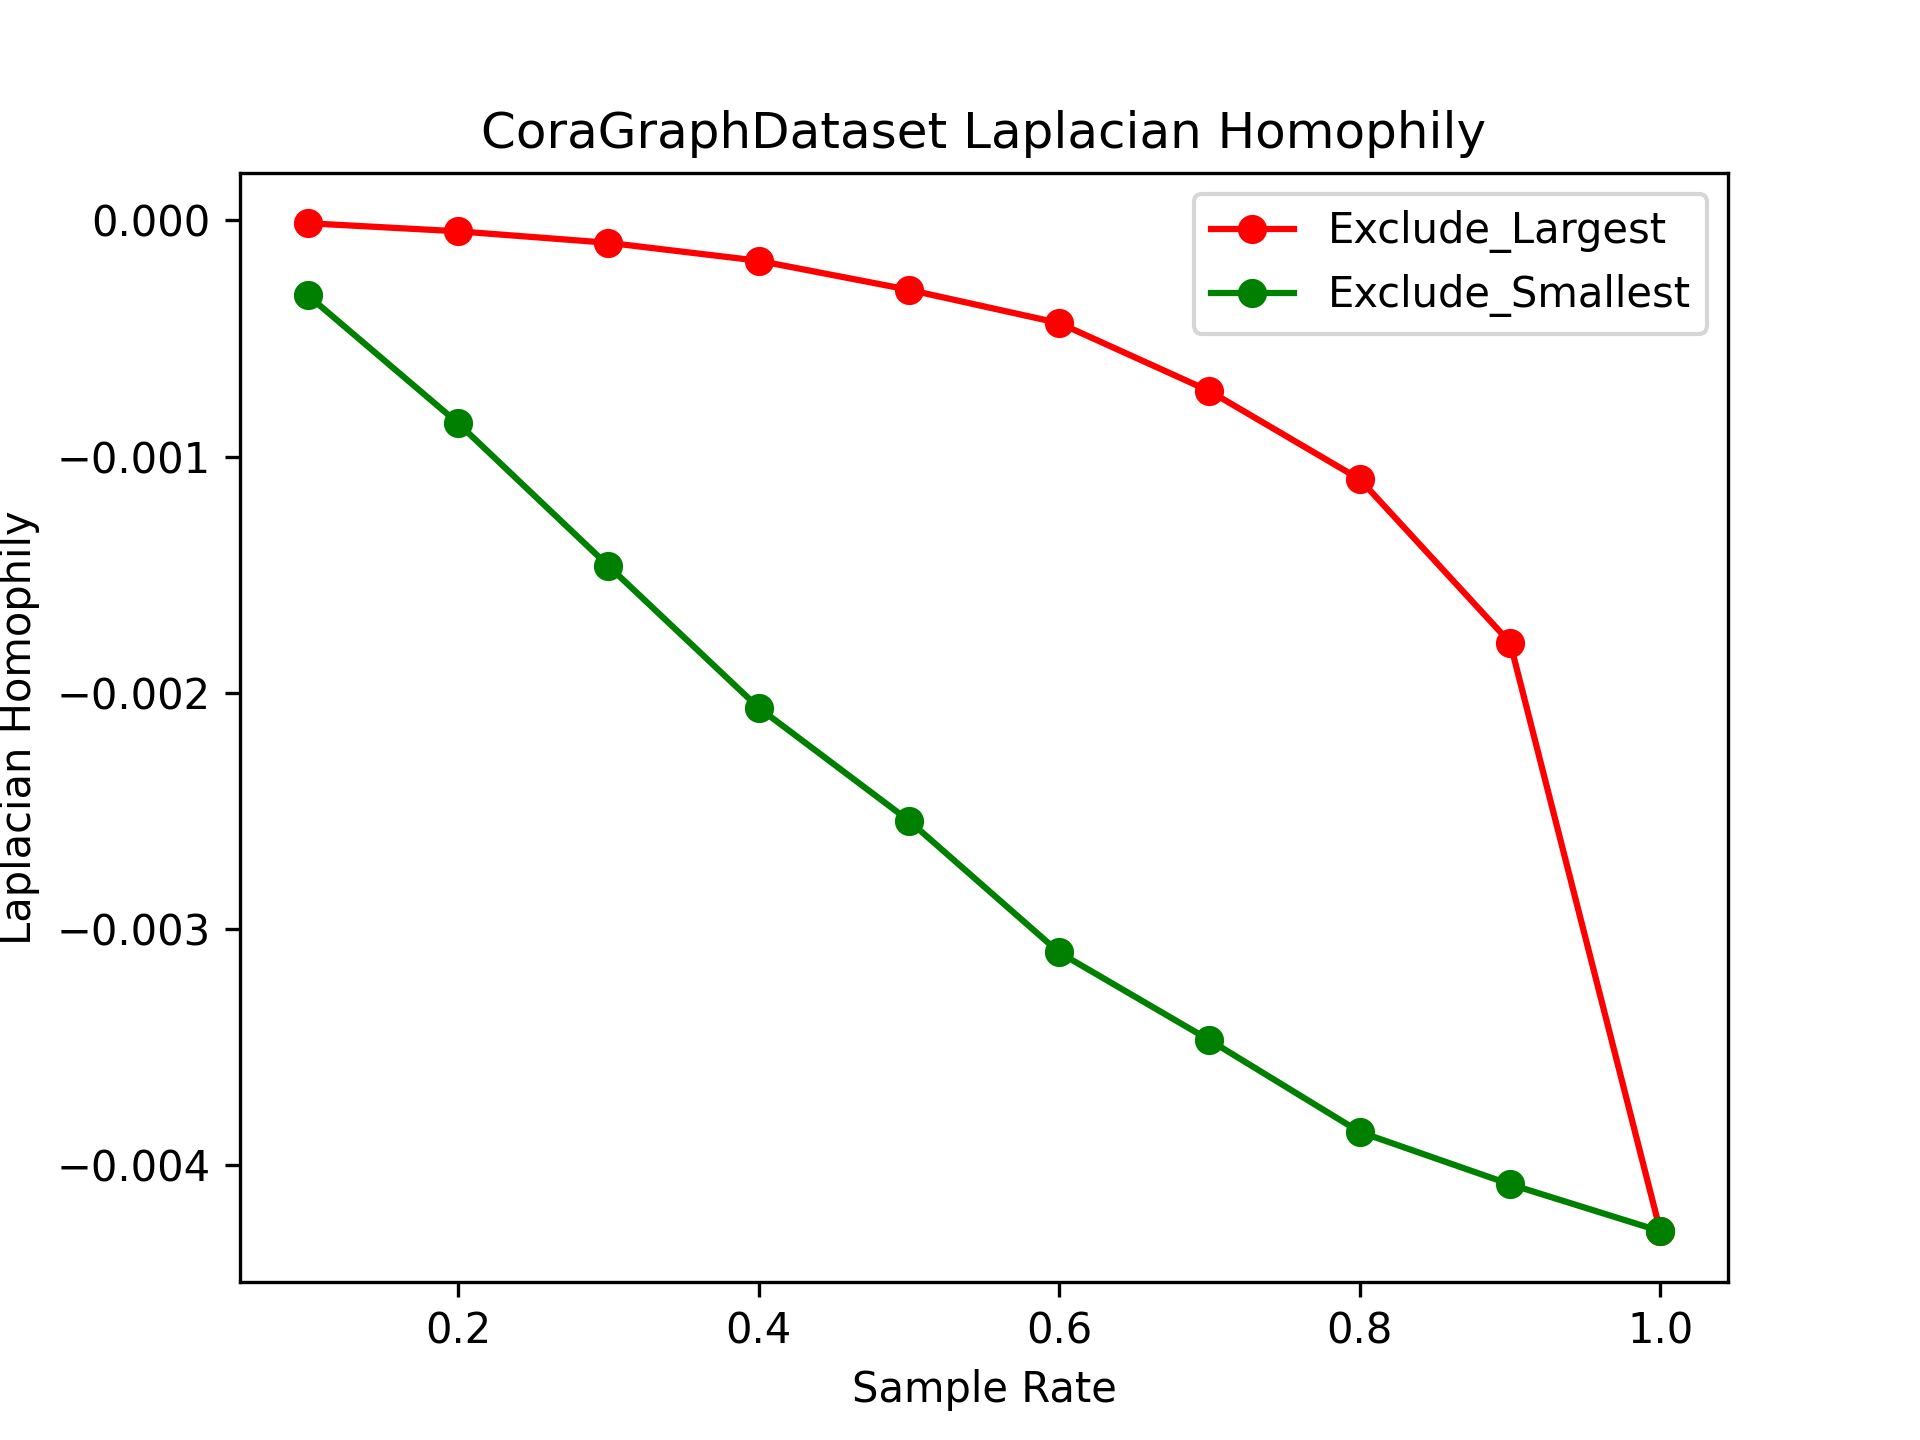 CoraGraphDataset Laplacian Homophily
Exclude_Largest
Exclude_Smallest
0.000
−0.001
−0.002
−0.003
−0.004
Laplacian Homophily
0.2
0.4
0.6
0.8
1.0
Sample Rate